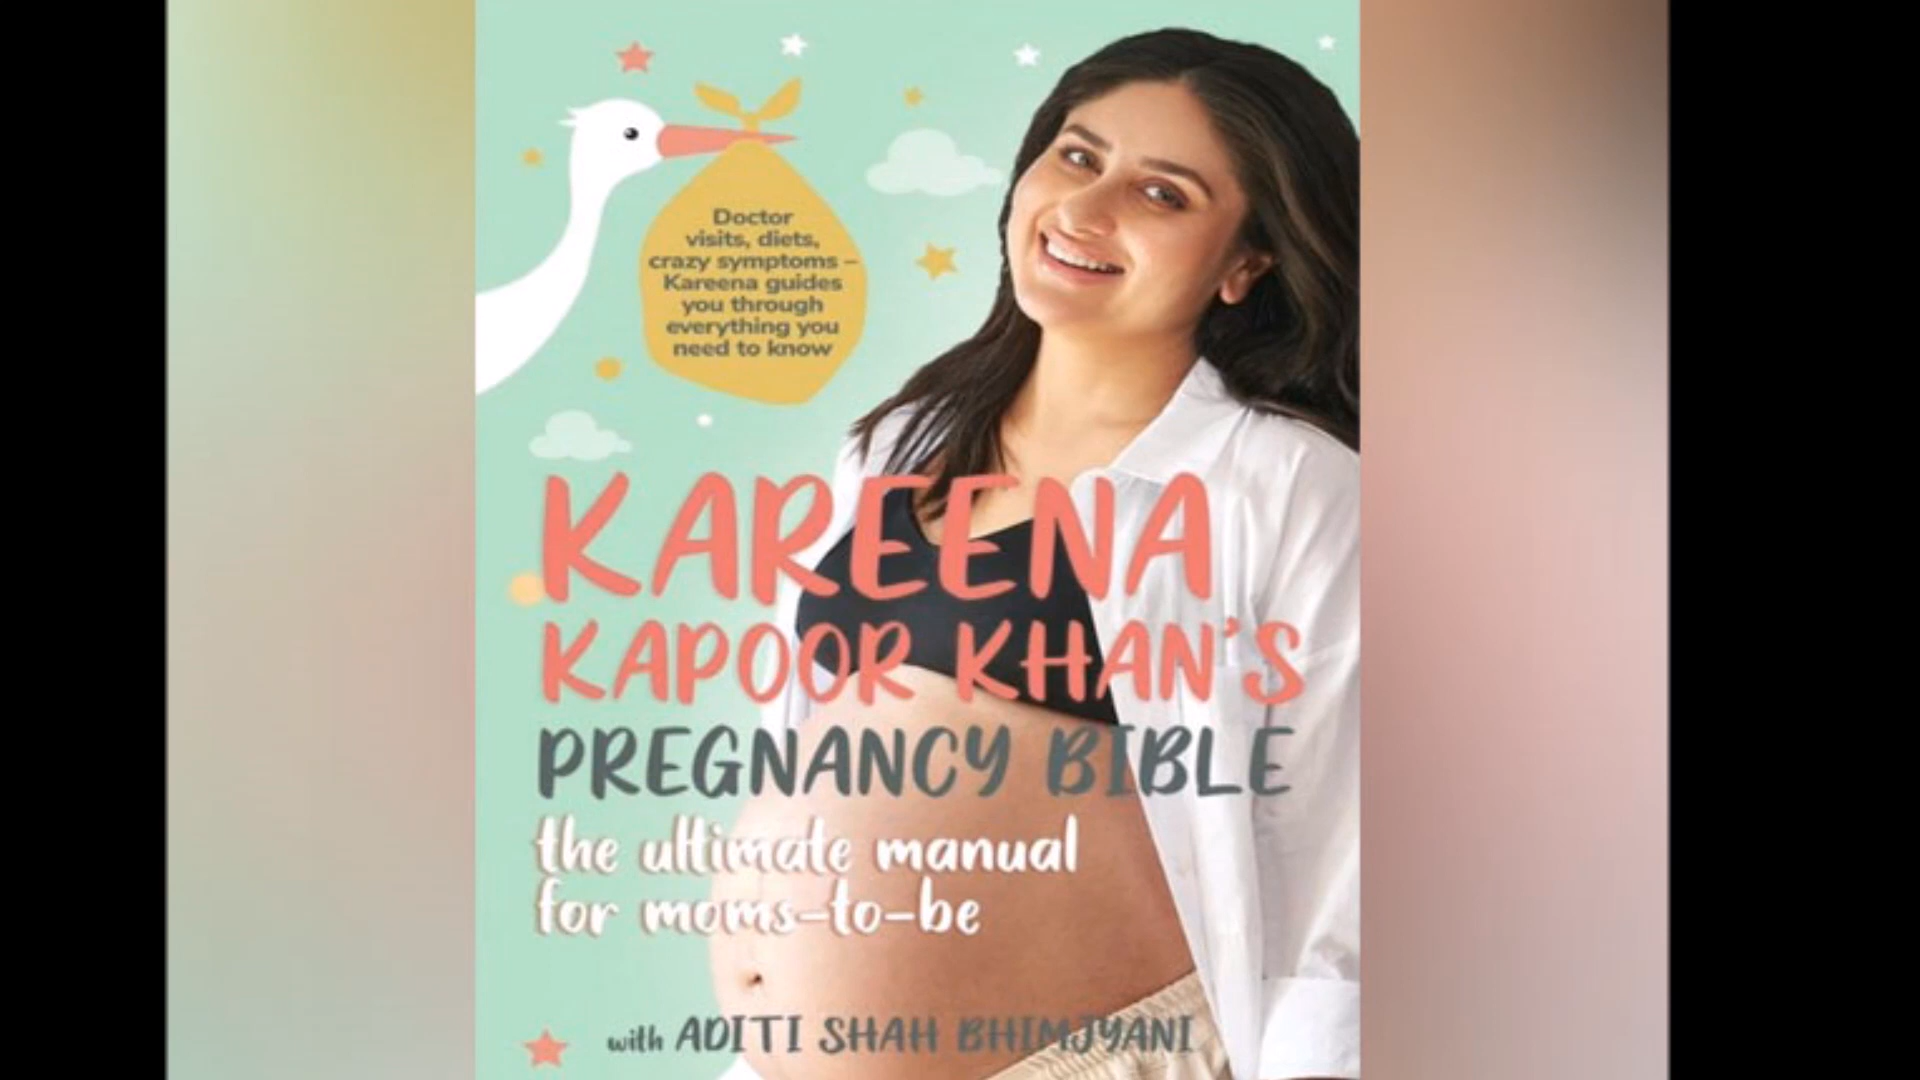 Doctor
visits, diets,
crazy symptoms –
Kareena guides
you through
everything you
need to know
KAREENA
KAPOOR KHAN'S
PREGNANCY BIBLE
the ultimate manual
for moms-to-be
with ADITI SHAH BHIMJYANI